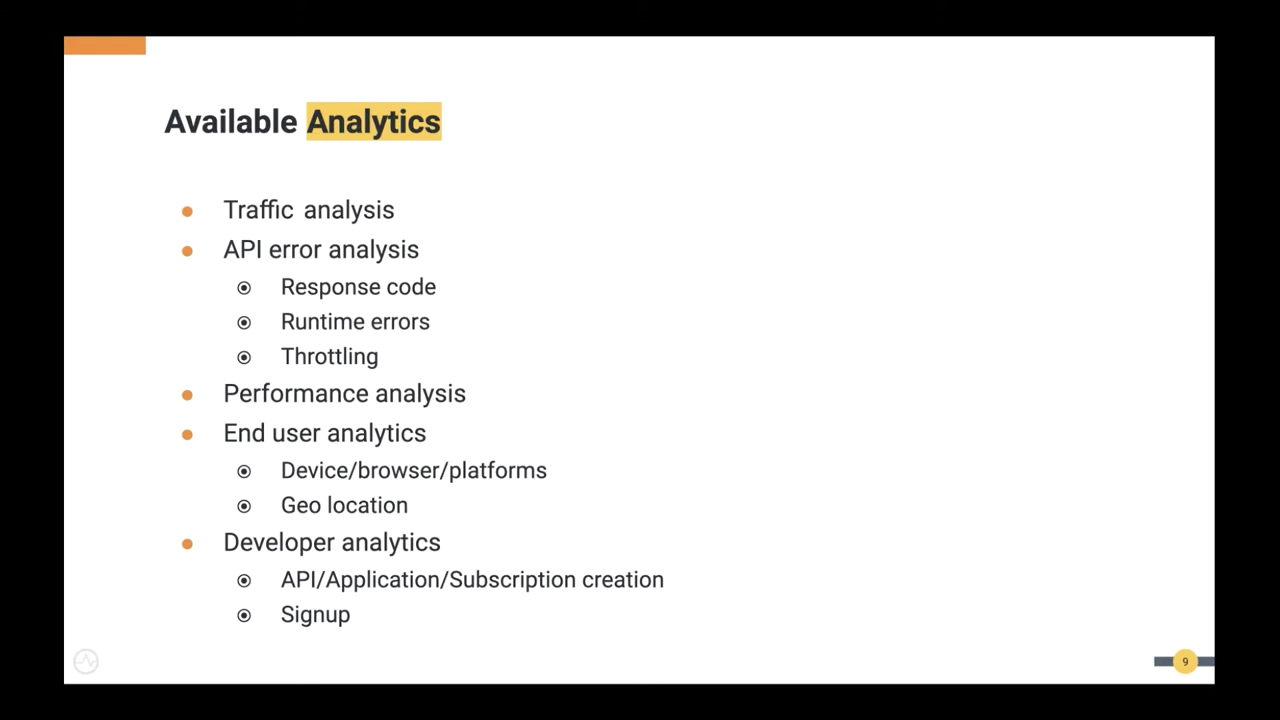 Available Analytics
Traffic analysis
API error analysis
Response code
Runtime errors
Throttling
Performance analysis
End user analytics
Device/browser/platforms
Geo location
Developer analytics
API/Application/Subscription creation
Signup
9